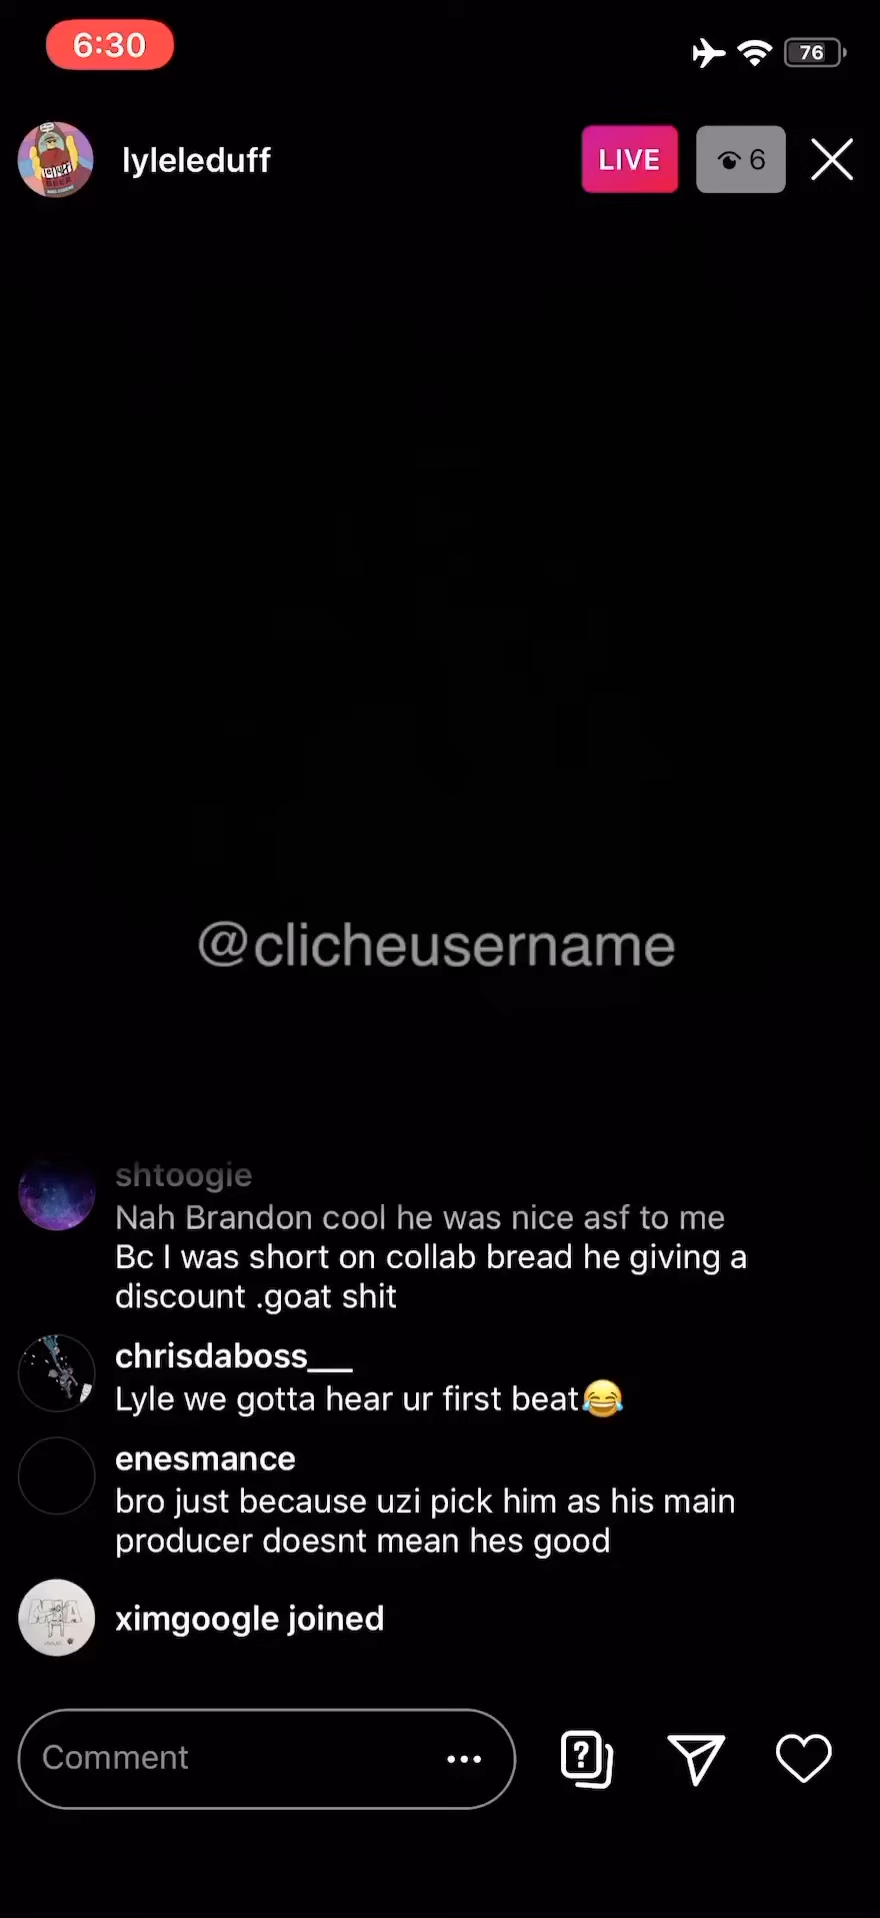 6:30
76
lyleleduff
LIVE
6
@clicheusername
shtoogie
Nah Brandon cool he was nice asf to me
Bc I was short on collab bread he giving a
discount .goat shit
chrisdaboss___
Lyle we gotta hear ur first beat😂
enesmance
bro just because uzi pick him as his main
producer doesnt mean hes good
ximgoogle joined
Comment